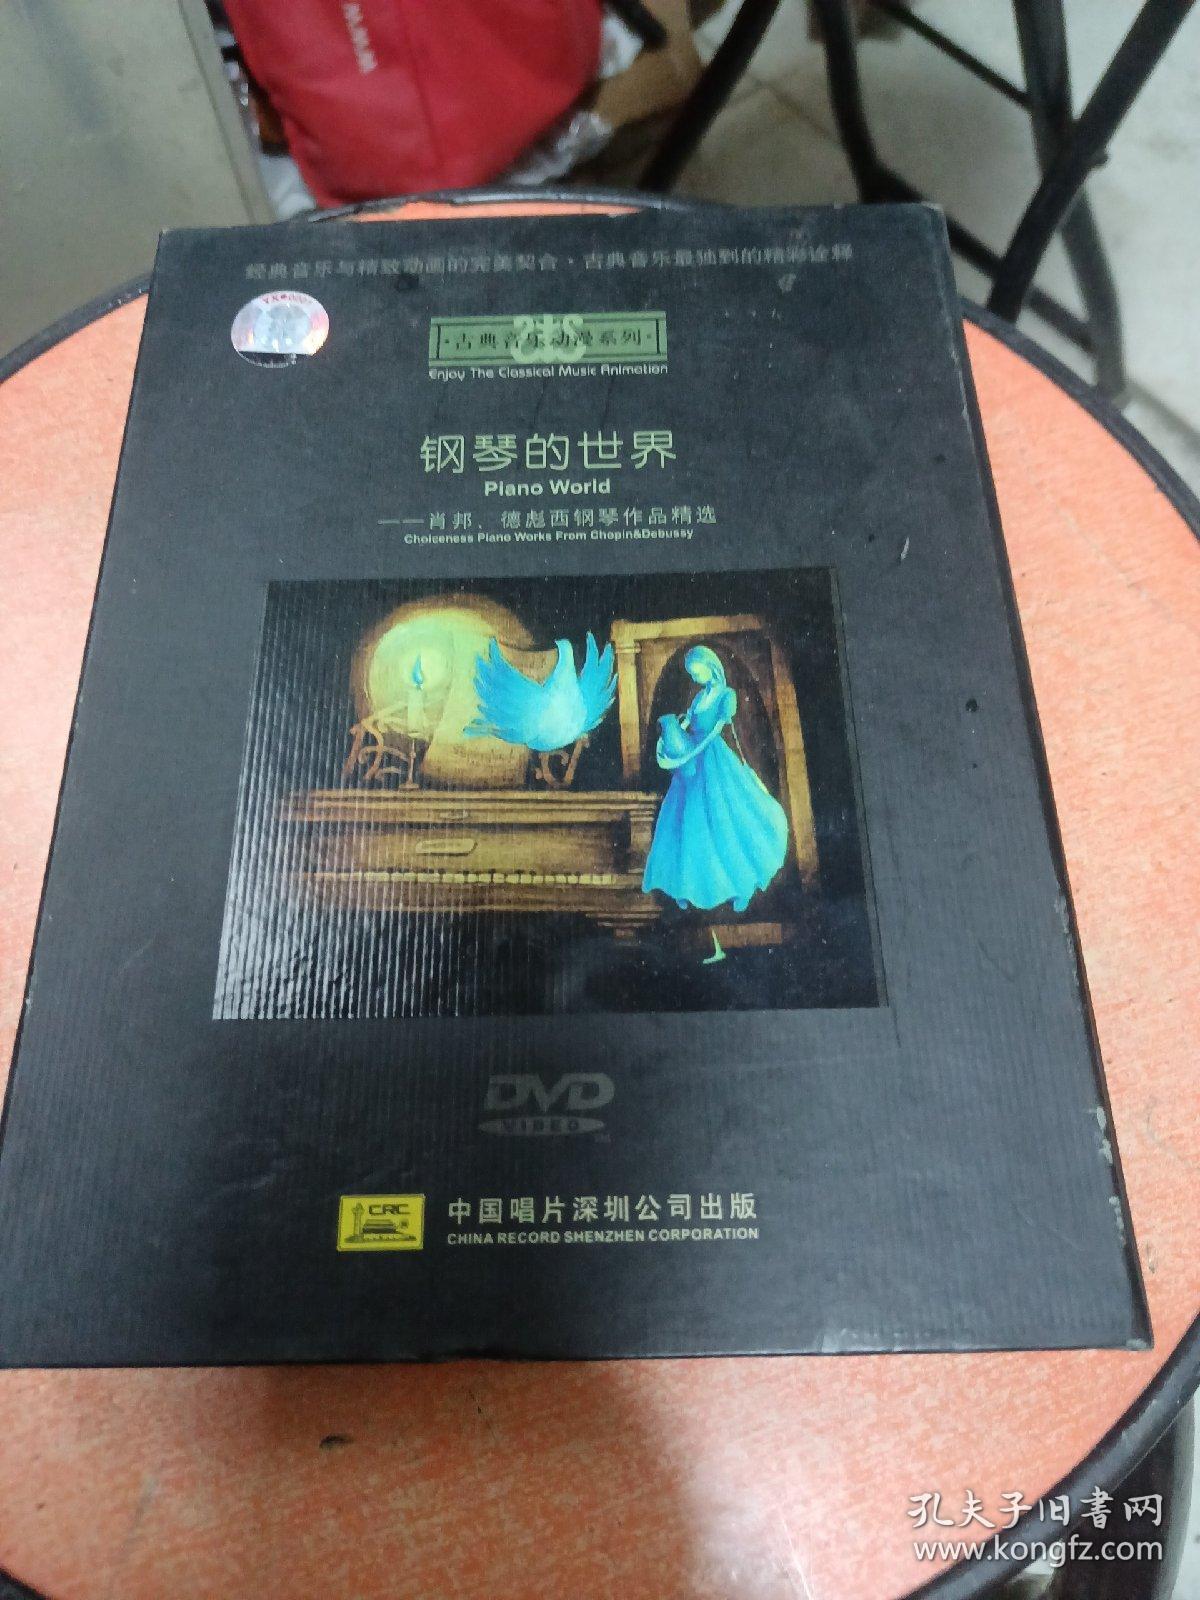 www
经典音乐与精致动画的完美契合·古典音乐最独到的精彩诠释
·古典音乐动漫系列·
Enjoy The Classical Music Animation
钢琴的世界
Piano World
——肖邦、德彪西钢琴作品精选
Choiceness Piano Works From Chopin&Debussy
DVD
VIDEO
CRC
中国唱片深圳公司出版
CHINA RECORD SHENZHEN CORPORATION
孔夫子旧书网
www.kongfz.com